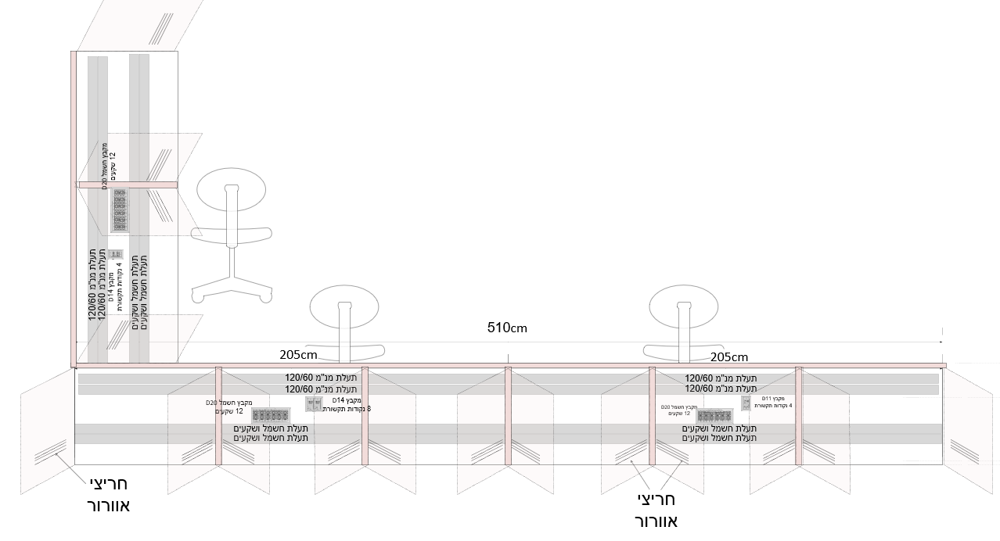 מקבץ חשמל D20
12 שקעים
תעלת מנ"מ 120/60
תעלת מנ"מ 120/60
מקבץ D14
4 נקודות תקשורת
תעלת חשמל ושקעים
תעלת חשמל ושקעים
510cm
205cm
205cm
תעלת מנ"מ 120/60
תעלת מנ"מ 120/60
מקבץ חשמל D20
12 שקעים
מקבץ D14
8 נקודות תקשורת
תעלת חשמל ושקעים
תעלת חשמל ושקעים
תעלת מנ"מ 120/60
תעלת מנ"מ 120/60
מקבץ חשמל D20
12 שקעים
מקבץ D11
4 נקודות תקשורת
תעלת חשמל ושקעים
תעלת חשמל ושקעים
חריצי
אוורור
חריצי
אוורור